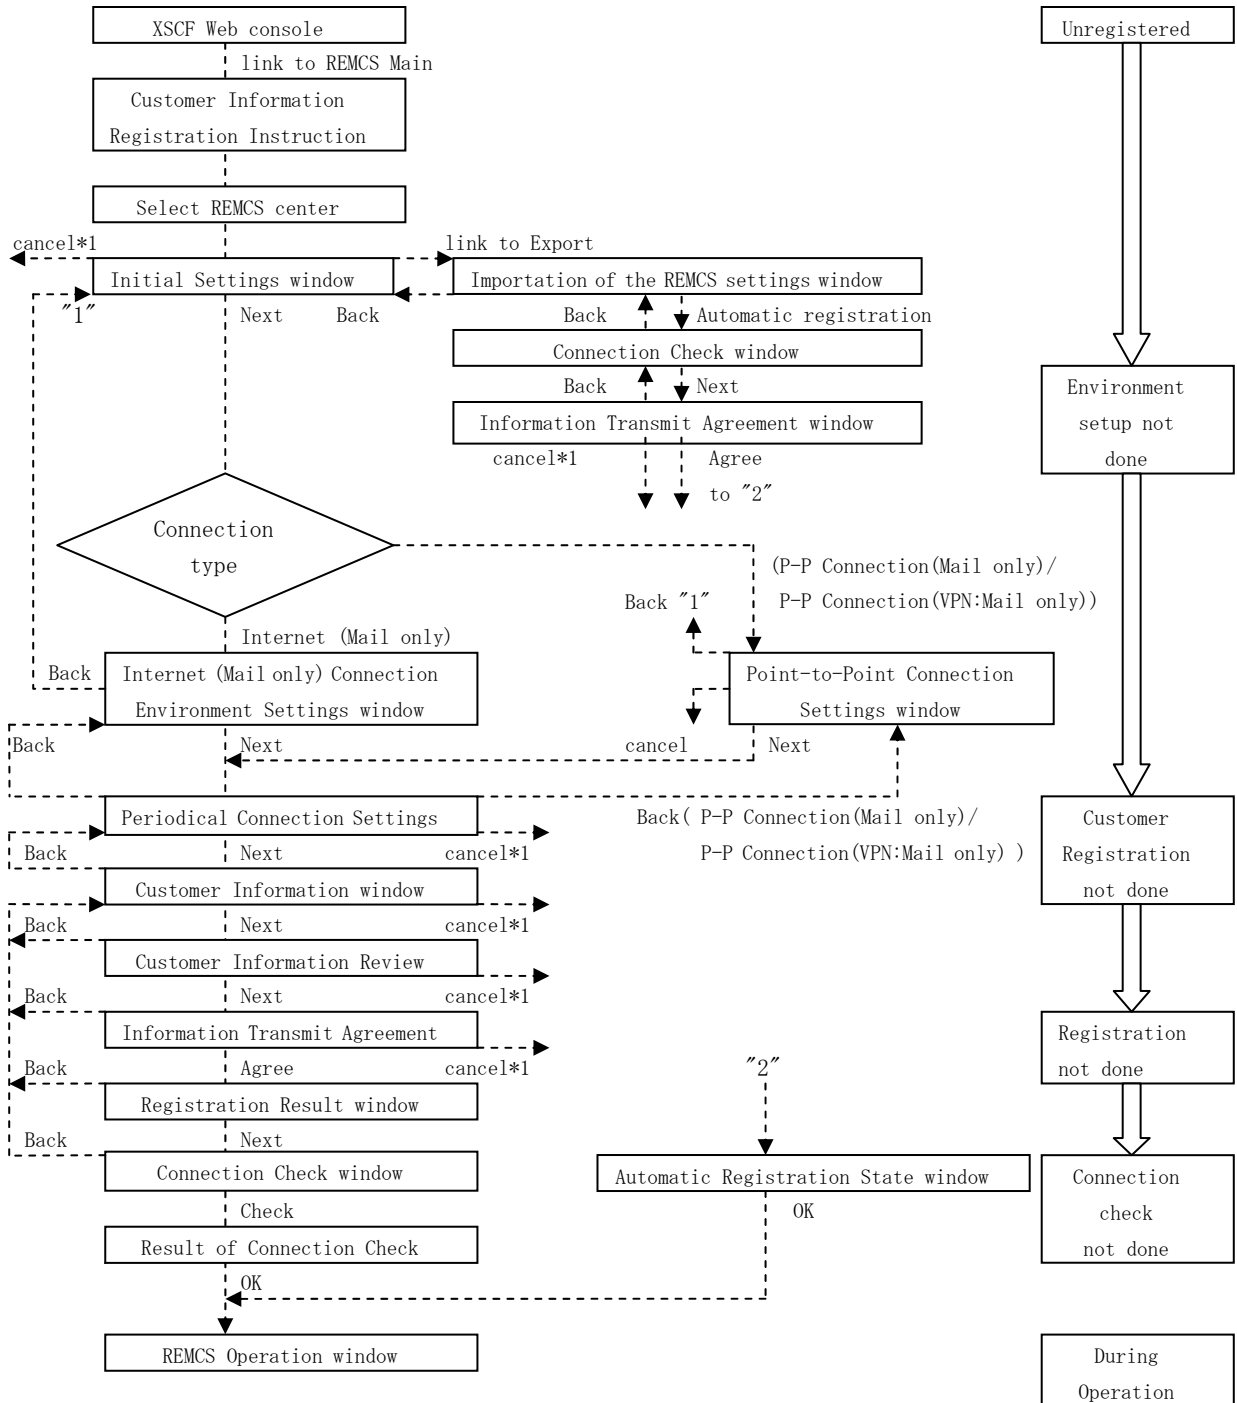 XSCF Web console
Unregistered
link to REMCS Main
Customer Information
Registration Instruction
Select REMCS center
cancel*1
link to Export
Initial Settings window
Importation of the REMCS settings window
"1"
Next
Back
Back
Automatic registration
Connection Check window
Back
Next
Information Transmit Agreement window
cancel*1
Agree
to "2"
Environment
setup not
done
Connection
type
(P-P Connection(Mail only)/
P-P Connection(VPN:Mail only))
Back "1"
Internet (Mail only)
Back
Internet (Mail only) Connection
Environment Settings window
Point-to-Point Connection
Settings window
Back
Next
cancel
Next
Periodical Connection Settings
Back( P-P Connection(Mail only)/
P-P Connection(VPN:Mail only) )
Customer
Registration
not done
Back
Next
cancel*1
Customer Information window
Back
Next
cancel*1
Customer Information Review
Back
Next
cancel*1
Information Transmit Agreement
Registration
not done
Back
Agree
cancel*1
"2"
Registration Result window
Back
Next
Connection Check window
Automatic Registration State window
Connection
check
not done
Check
OK
Result of Connection Check
OK
REMCS Operation window
During
Operation